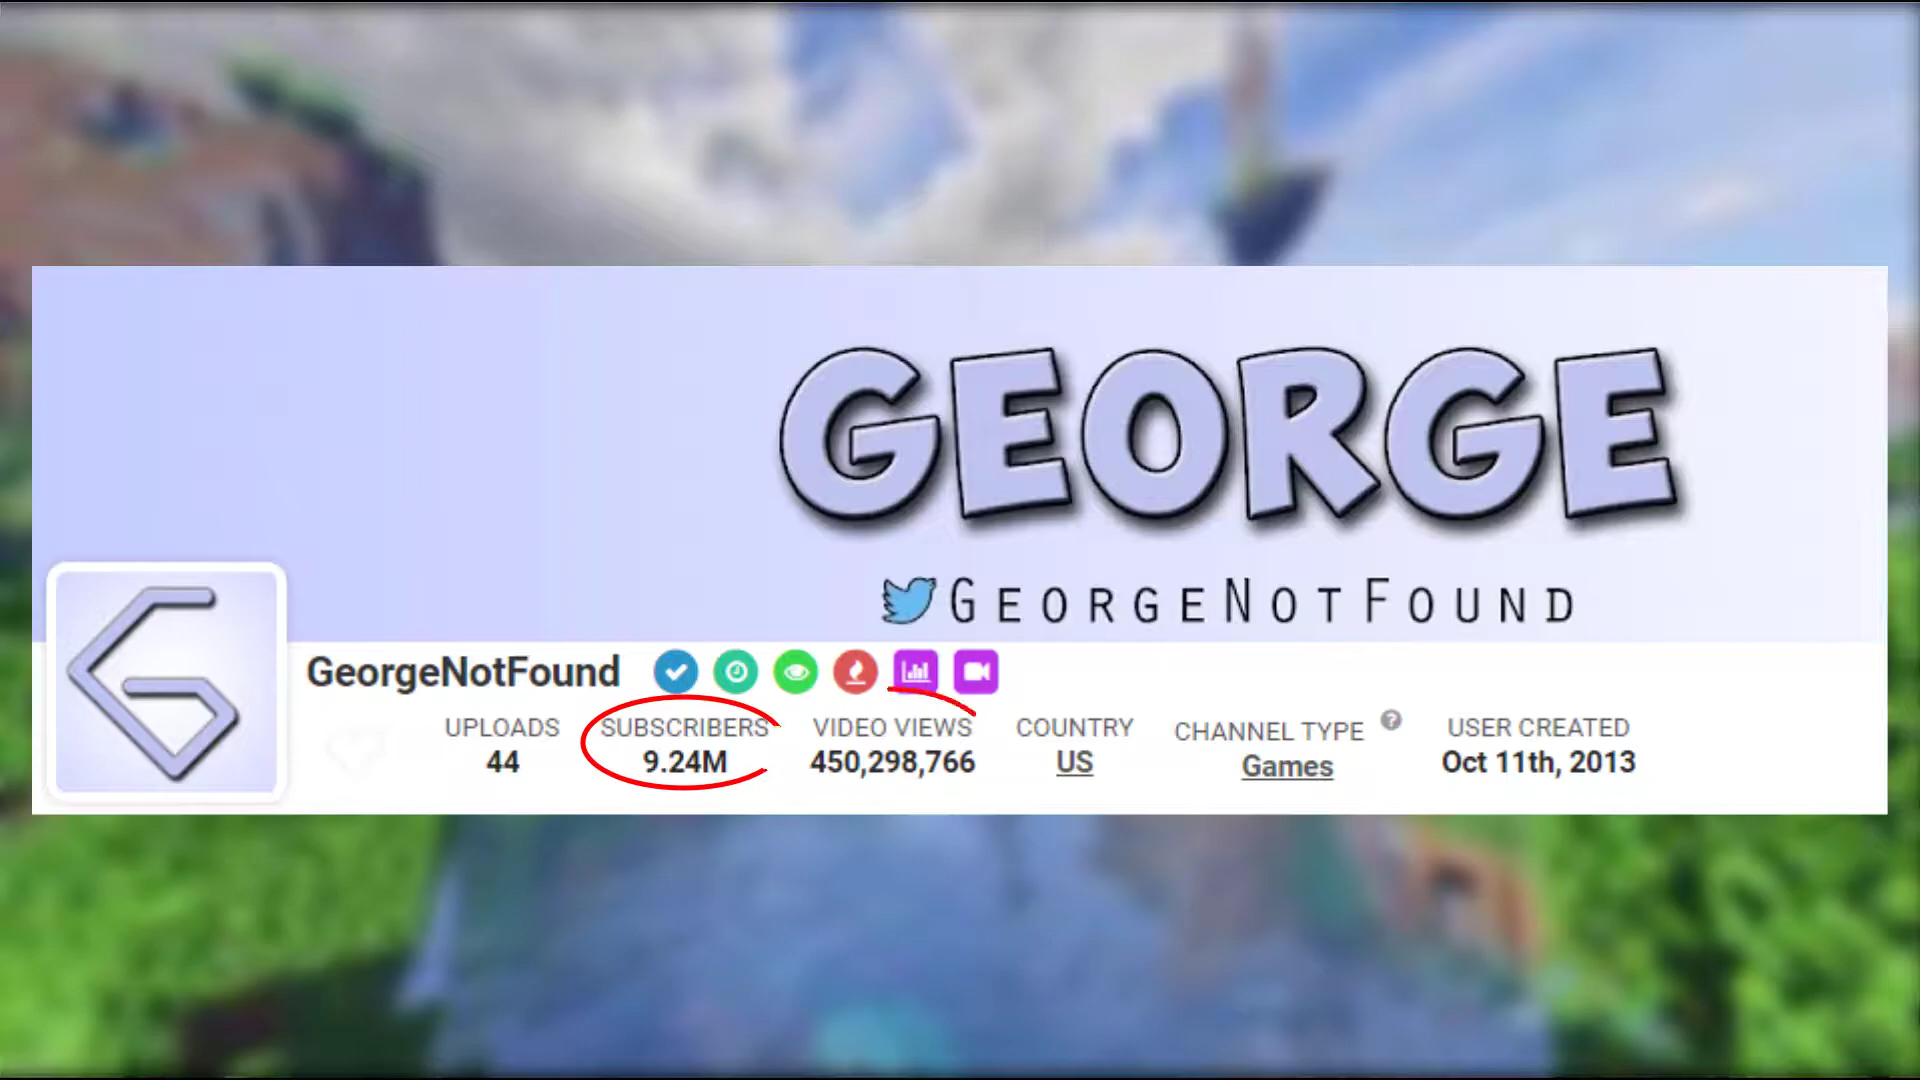 GEORGE
GEORGENOTFOUND
GeorgeNotFound
UPLOADS SUBSCRIBERS VIDEO VIEWS COUNTRY CHANNEL TYPE ? USER CREATED
44 9.24M 450,298,766 US Games Oct 11th, 2013